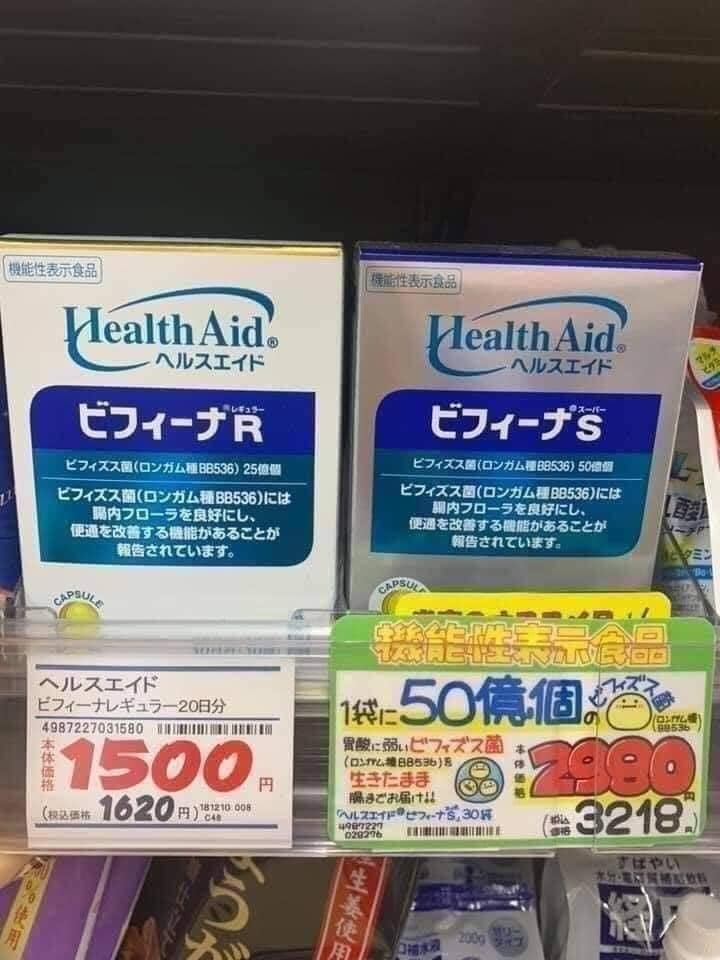 機能性表示食品
Health Aid®
ヘルスエイド
ビフィーナ®R
レギュラー
ビフィズス菌(ロンガム種BB536) 25億個
ビフィズス菌(ロンガム種BB536)には
腸内フローラを良好にし、
便通を改善する機能があることが
報告されています。
CAPSULE
機能性表示食品
Health Aid®
ヘルスエイド
ビフィーナ®S
スーパー
ビフィズス菌(ロンガム種BB536) 50億個
ビフィズス菌(ロンガム種BB536)には
腸内フローラを良好にし、
便通を改善する機能があることが
報告されています。
CAPSULE
ヘルスエイド
ビフィーナレギュラー20日分
4987227031580
本体価格 1500円
(税込価格 1620円)
181210 008
C48
機能性表示食品
1袋に50億個のビフィズス菌
(ロンガム種BB536)
胃酸に弱いビフィズス菌
(ロンガム種BB536)を
生きたまま
腸までお届け!!
本体価格 2980円
(税込価格 3218円)
「ヘルスエイド®ビフィーナS」30袋
4987227
028276
生姜使用
200g
ゼリー
タイプ
すばやい